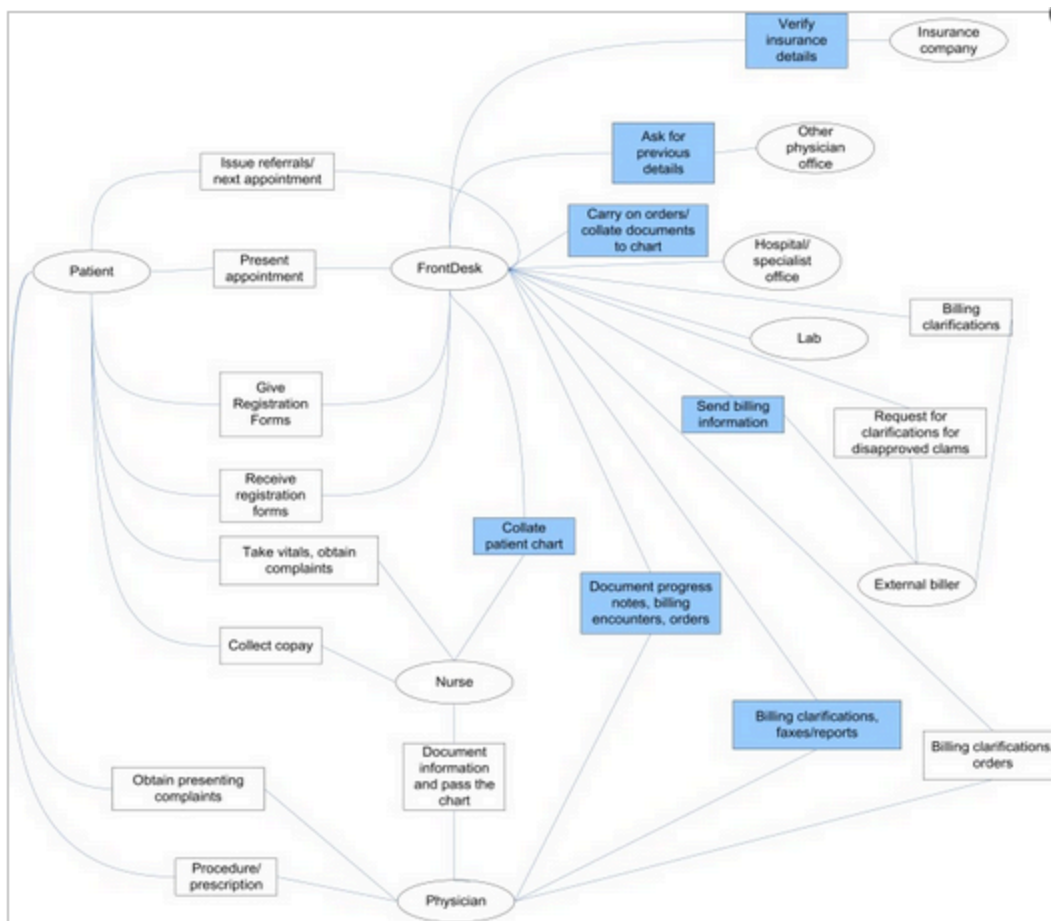 Verify
insurance
details
Insurance
company
Ask for
previous
details
Other
physician
office
Issue referrals/
next appointment
Carry on orders/
collate documents
to chart
Hospital/
specialist
office
Patient
Present
appointment
FrontDesk
Billing
clarifications
Lab
Give
Registration
Forms
Send billing
information
Request for
clarifications for
disapproved clams
Receive
registration
forms
Take vitals, obtain
complaints
Collate
patient chart
External biller
Document progress
notes, billing
encounters, orders
Collect copay
Nurse
Billing clarifications,
faxes/reports
Billing clarifications,
orders
Obtain presenting
complaints
Document
information
and pass the
chart
Procedure/
prescription
Physician